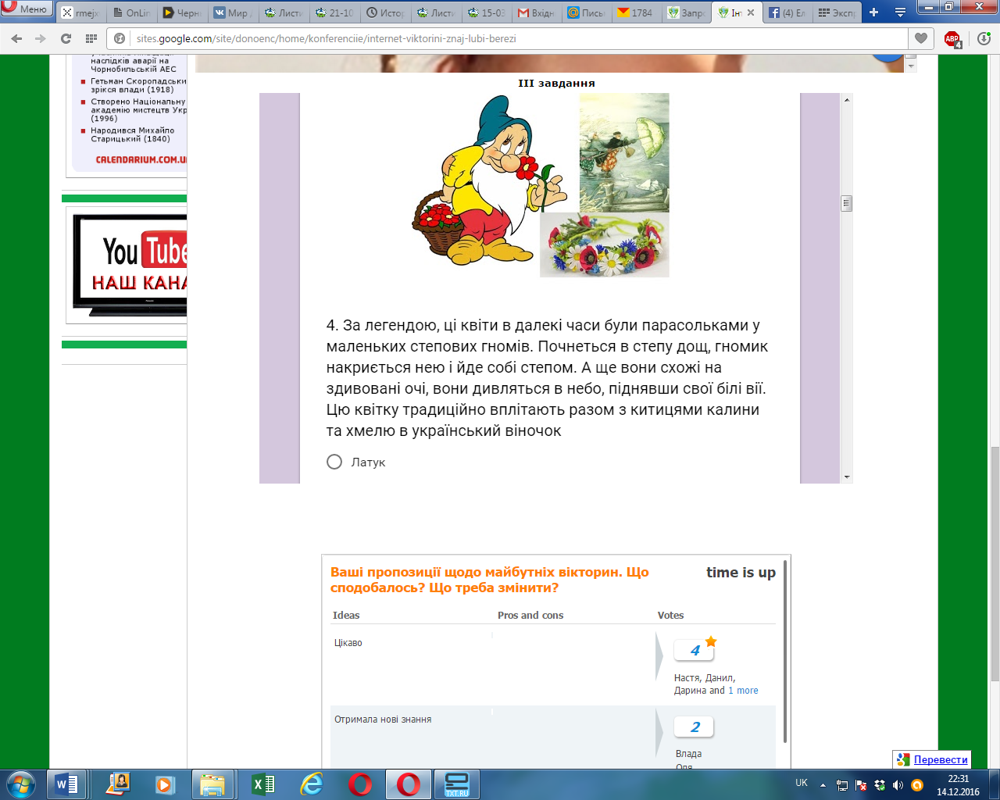 Меню
rmejx
OnLin
Черн
Мир
Листи
21-10
Истор
Листи
15-03
Вхідн
Письм
1784
Запро
Інт
(4) Ел
Экспр
sites.google.com/site/donoenc/home/konferenciie/internet-viktorini-znaj-lubi-berezi
наслідків аварії на
Чорнобильській АЕС
Гетьман Скоропадськи
зрікся влади (1918)
Створено Національну
академію мистецтв Укр
(1996)
Народився Михайло
Старицький (1840)
CALENDARIUM.COM.U
You Tube
НАШ КАНА
III завдання
4. За легендою, ці квіти в далекі часи були парасольками у
маленьких степових гномів. Почнеться в степу дощ, гномик
накриється нею і йде собі степом. А ще вони схожі на
здивовані очі, вони дивляться в небо, піднявши свої білі вії.
Цю квітку традиційно вплітають разом з китицями калини
та хмелю в український віночок
Латук
Ваші пропозиції щодо майбутніх вікторин. Що
сподобалось? Що треба змінити?
time is up
Ideas Pros and cons Votes
Цікаво
4
Настя, Данил,
Дарина and 1 more
Отримала нові знання
2
Влада
Оля
Перевести
UK
22:31
14.12.2016